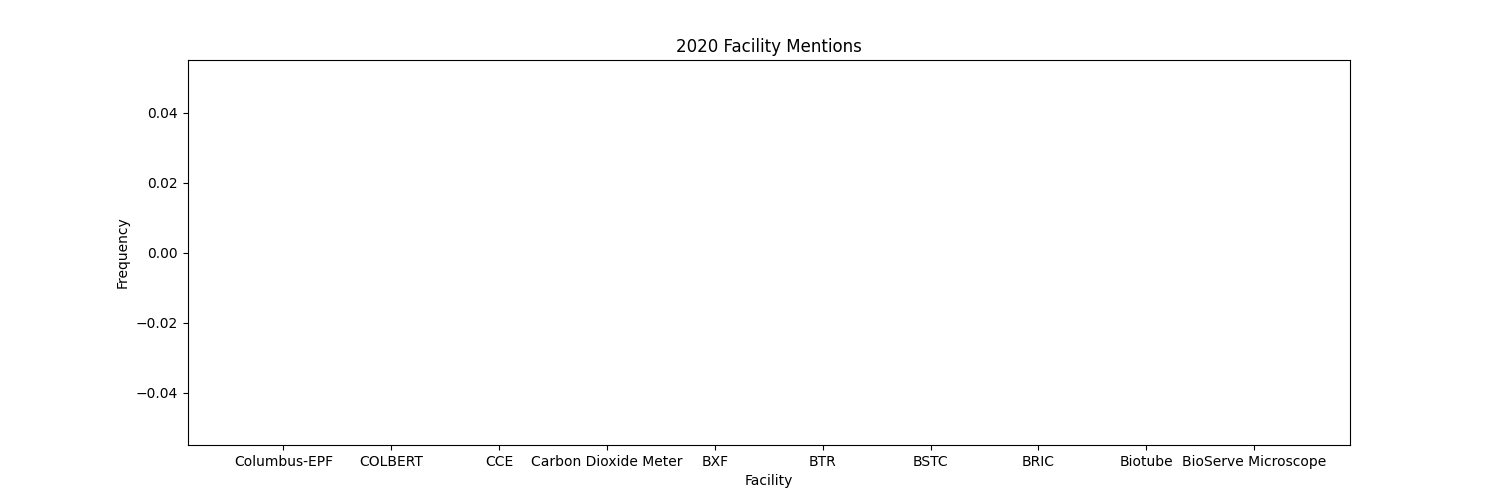 2020 Facility Mentions
0.04
0.02
0.00
−0.02
−0.04
Frequency
Columbus-EPF COLBERT CCE Carbon Dioxide Meter BXF BTR BSTC BRIC Biotube BioServe Microscope
Facility